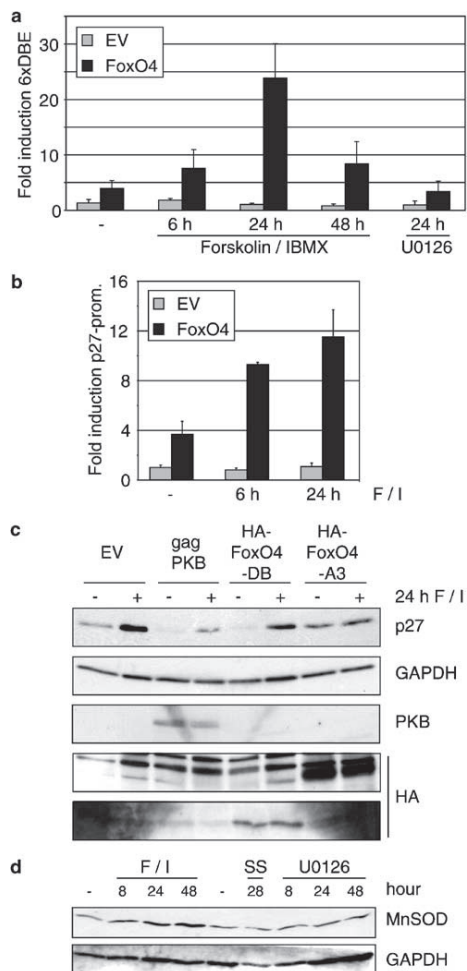 a
Fold induction 6xDBE
30
20
10
0
EV
FoxO4
- 6 h 24 h 48 h 24 h
Forskolin / IBMX U0126
b
Fold induction p27-prom.
16
12
8
4
0
EV
FoxO4
- 6 h 24 h F / I
c
EV gag PKB HA-FoxO4-DB HA-FoxO4-A3
- + - + - + - + 24 h F / I
p27
GAPDH
PKB
HA
d
F / I SS U0126
- 8 24 48 - 28 8 24 48 hour
MnSOD
GAPDH